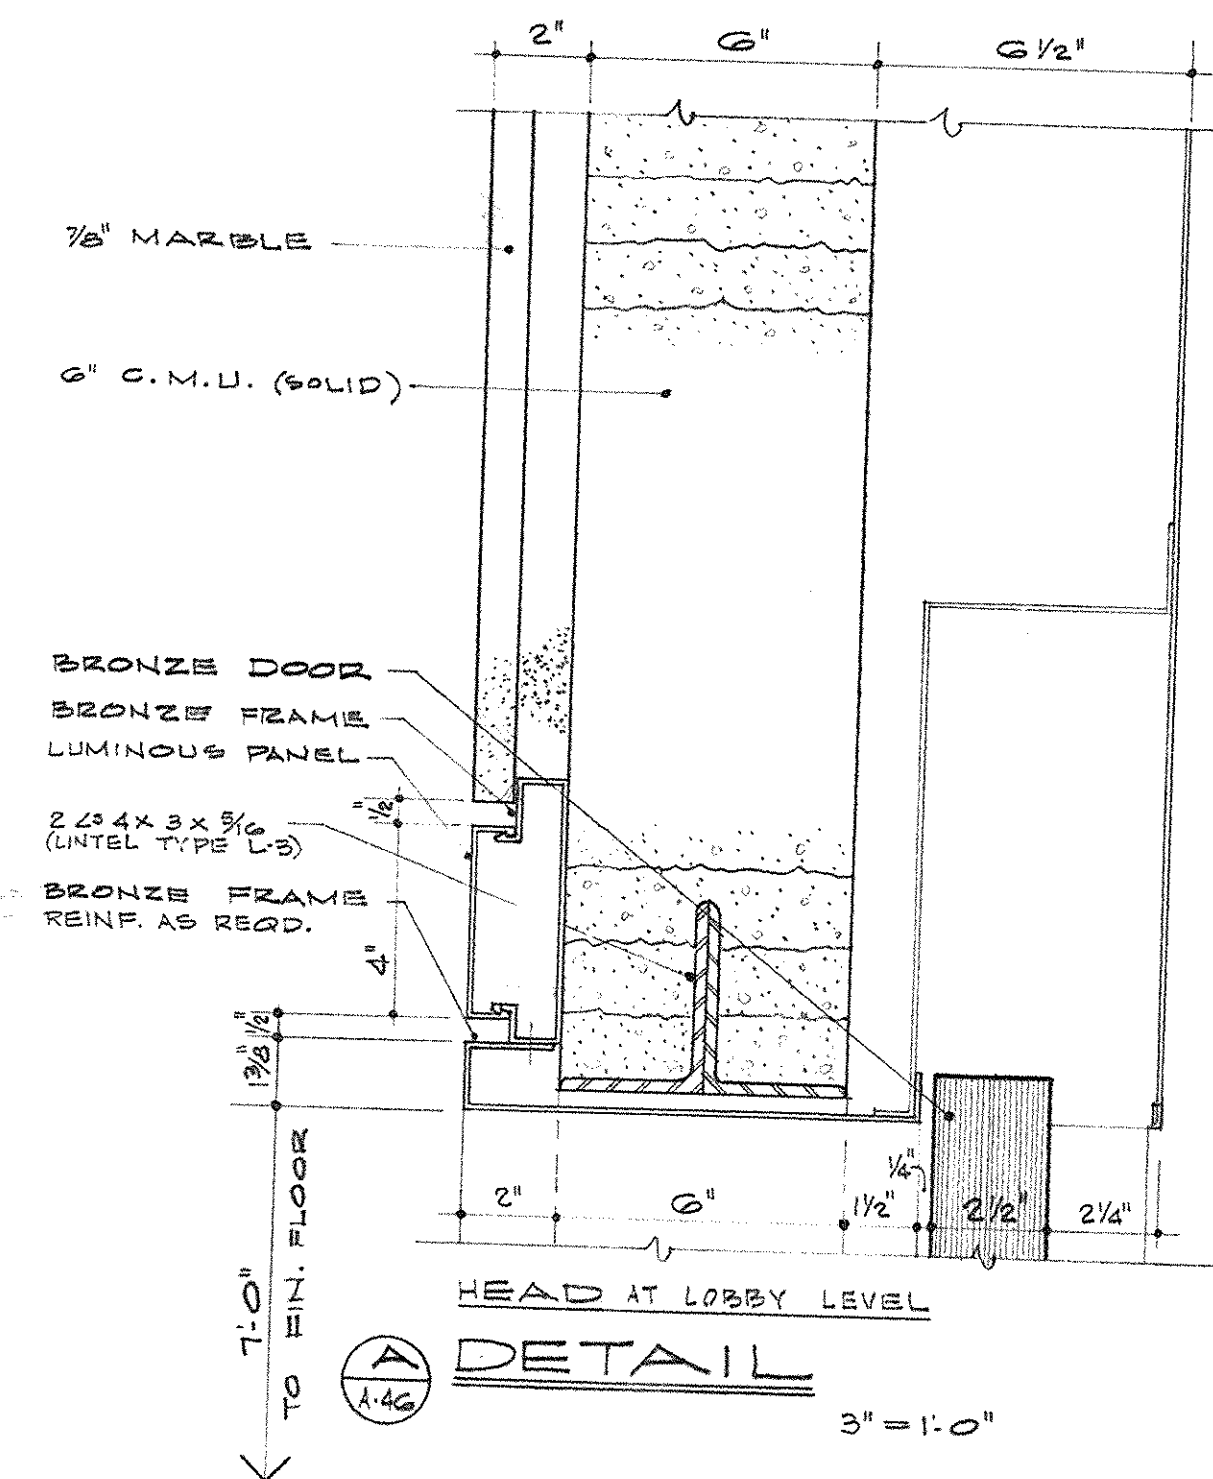 2" 6" 6 1/2"
7/8" MARBLE
6" C.M.U. (SOLID)
BRONZE DOOR
BRONZE FRAME
LUMINOUS PANEL
2 ∠s 4 x 3 x 5/16
(LINTEL TYPE L-3)
BRONZE FRAME
REINF. AS REQD.
1/2"
4"
1/2"
1 3/8"
7'-0"
TO FIN. FLOOR
1/4"
2" 6" 1 1/2" 2 1/2" 2 1/4"
HEAD AT LOBBY LEVEL
A
A-46
DETAIL
3" = 1'-0"